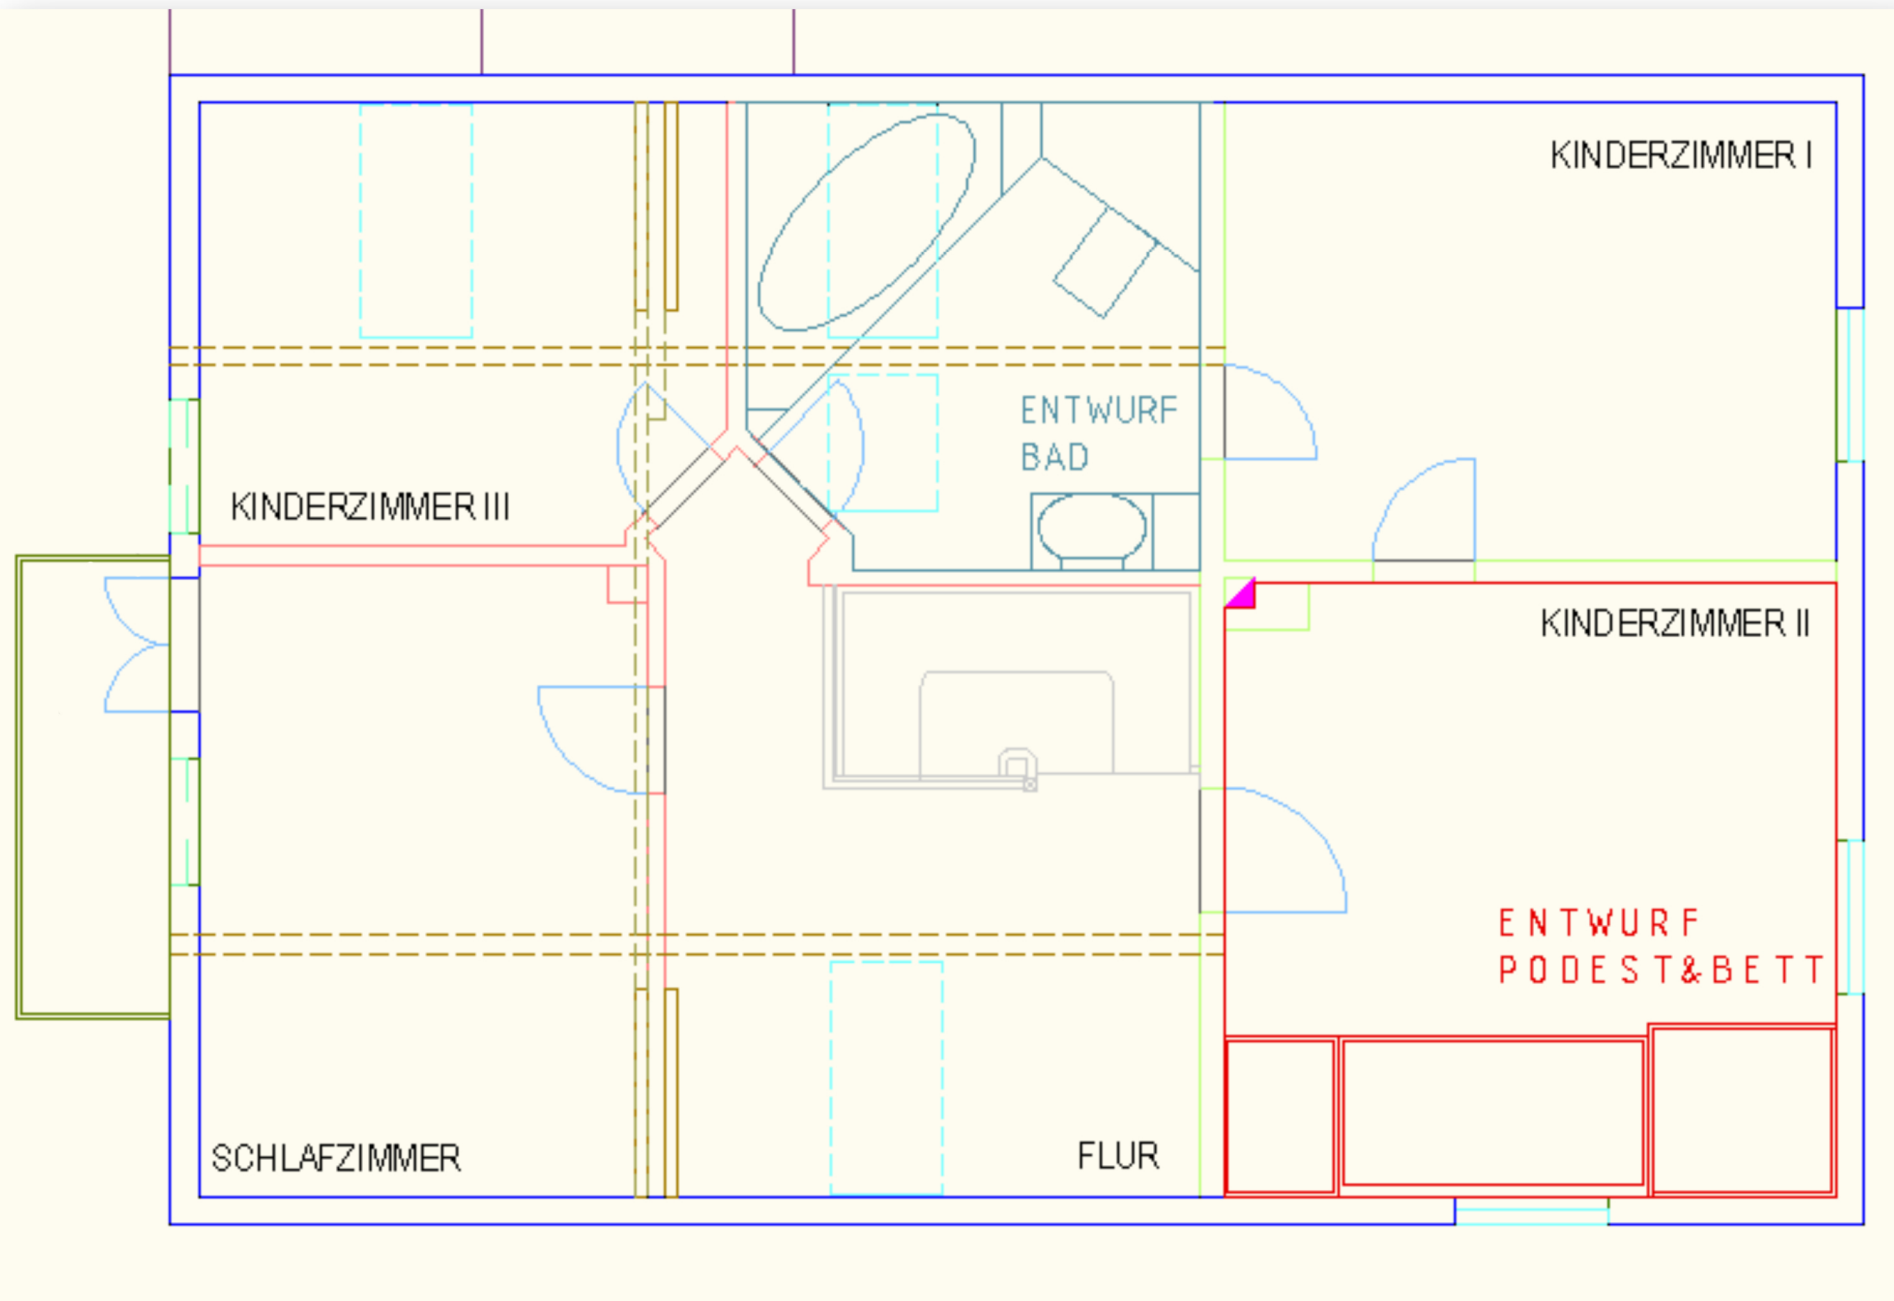 KINDERZIMMER I
ENTWURF
BAD
KINDERZIMMER III
KINDERZIMMER II
ENTWURF
PODEST&BETT
SCHLAFZIMMER
FLUR